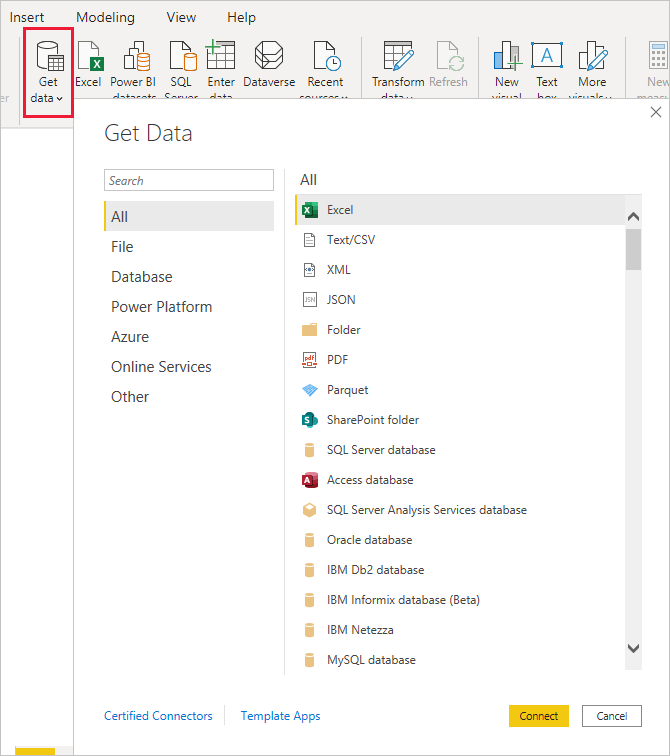 Insert Modeling View Help
Get Excel Power BI SQL Enter Dataverse Recent Transform Refresh New Text More New
data datasets Server data sources data visual box visuals
Get Data
Search
All
File
Database
Power Platform
Azure
Online Services
Other
All
Excel
Text/CSV
XML
JSON
Folder
PDF
Parquet
SharePoint folder
SQL Server database
Access database
SQL Server Analysis Services database
Oracle database
IBM Db2 database
IBM Informix database (Beta)
IBM Netezza
MySQL database
Certified Connectors Template Apps Connect Cancel